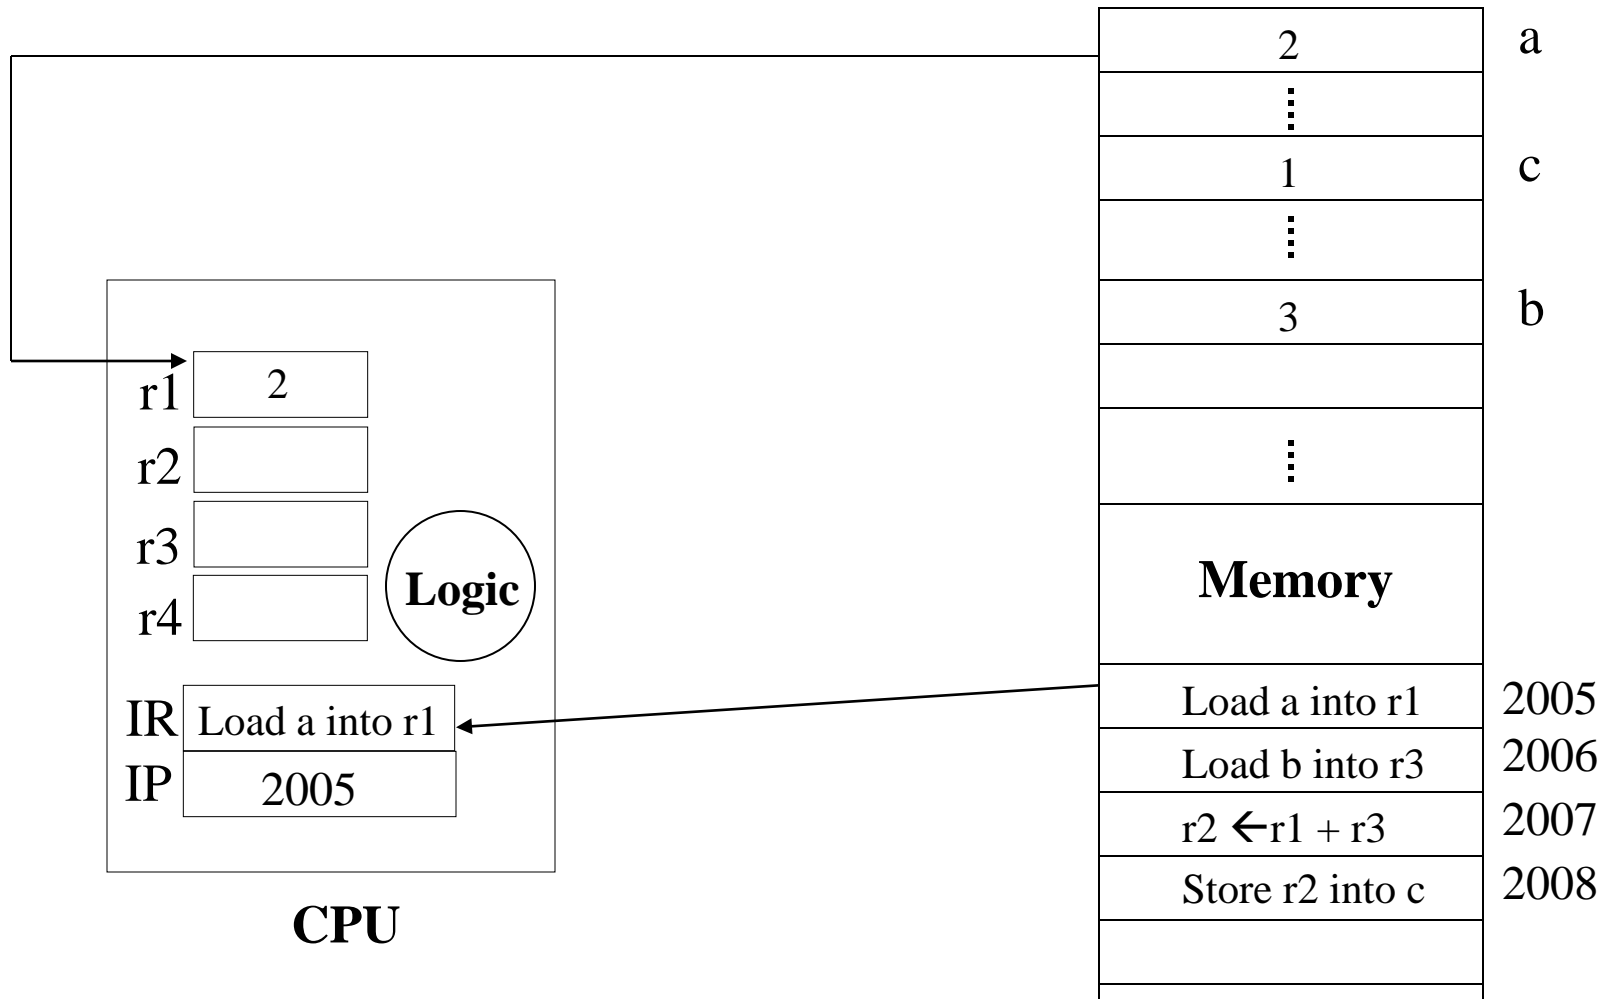 2 a
1 c
3 b
r1 2
r2
r3
r4
Logic
IR Load a into r1
IP 2005
CPU
Memory
Load a into r1 2005
Load b into r3 2006
r2 ←r1 + r3 2007
Store r2 into c 2008